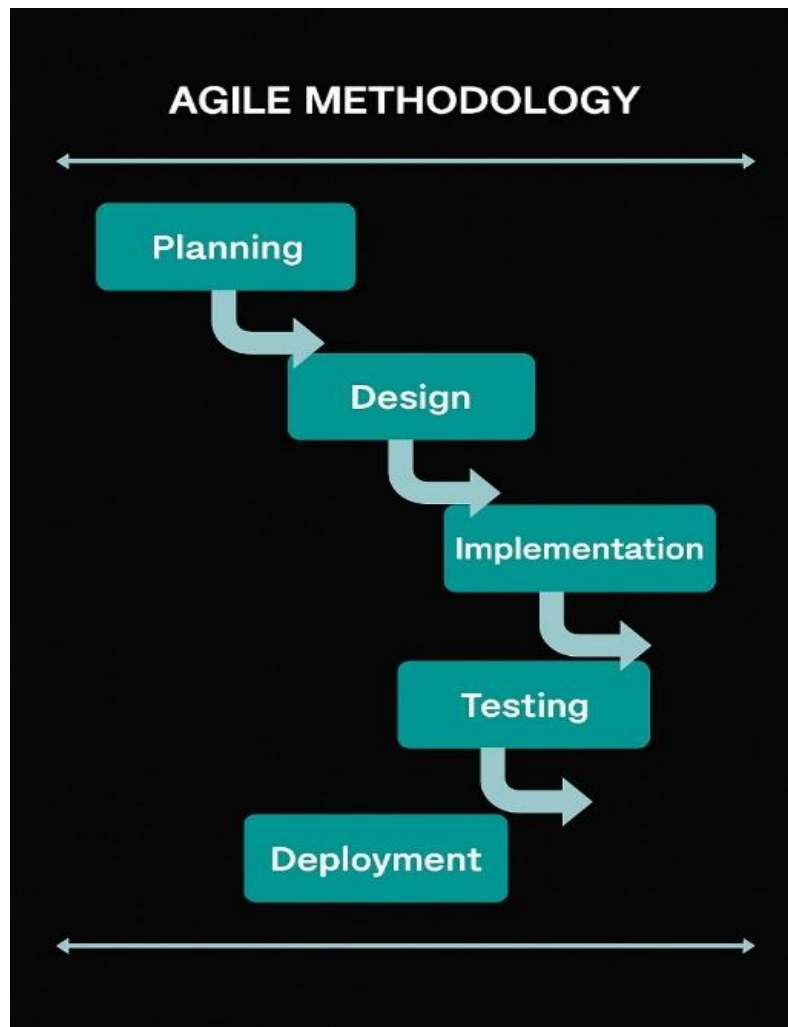 AGILE METHODOLOGY
Planning
Design
Implementation
Testing
Deployment